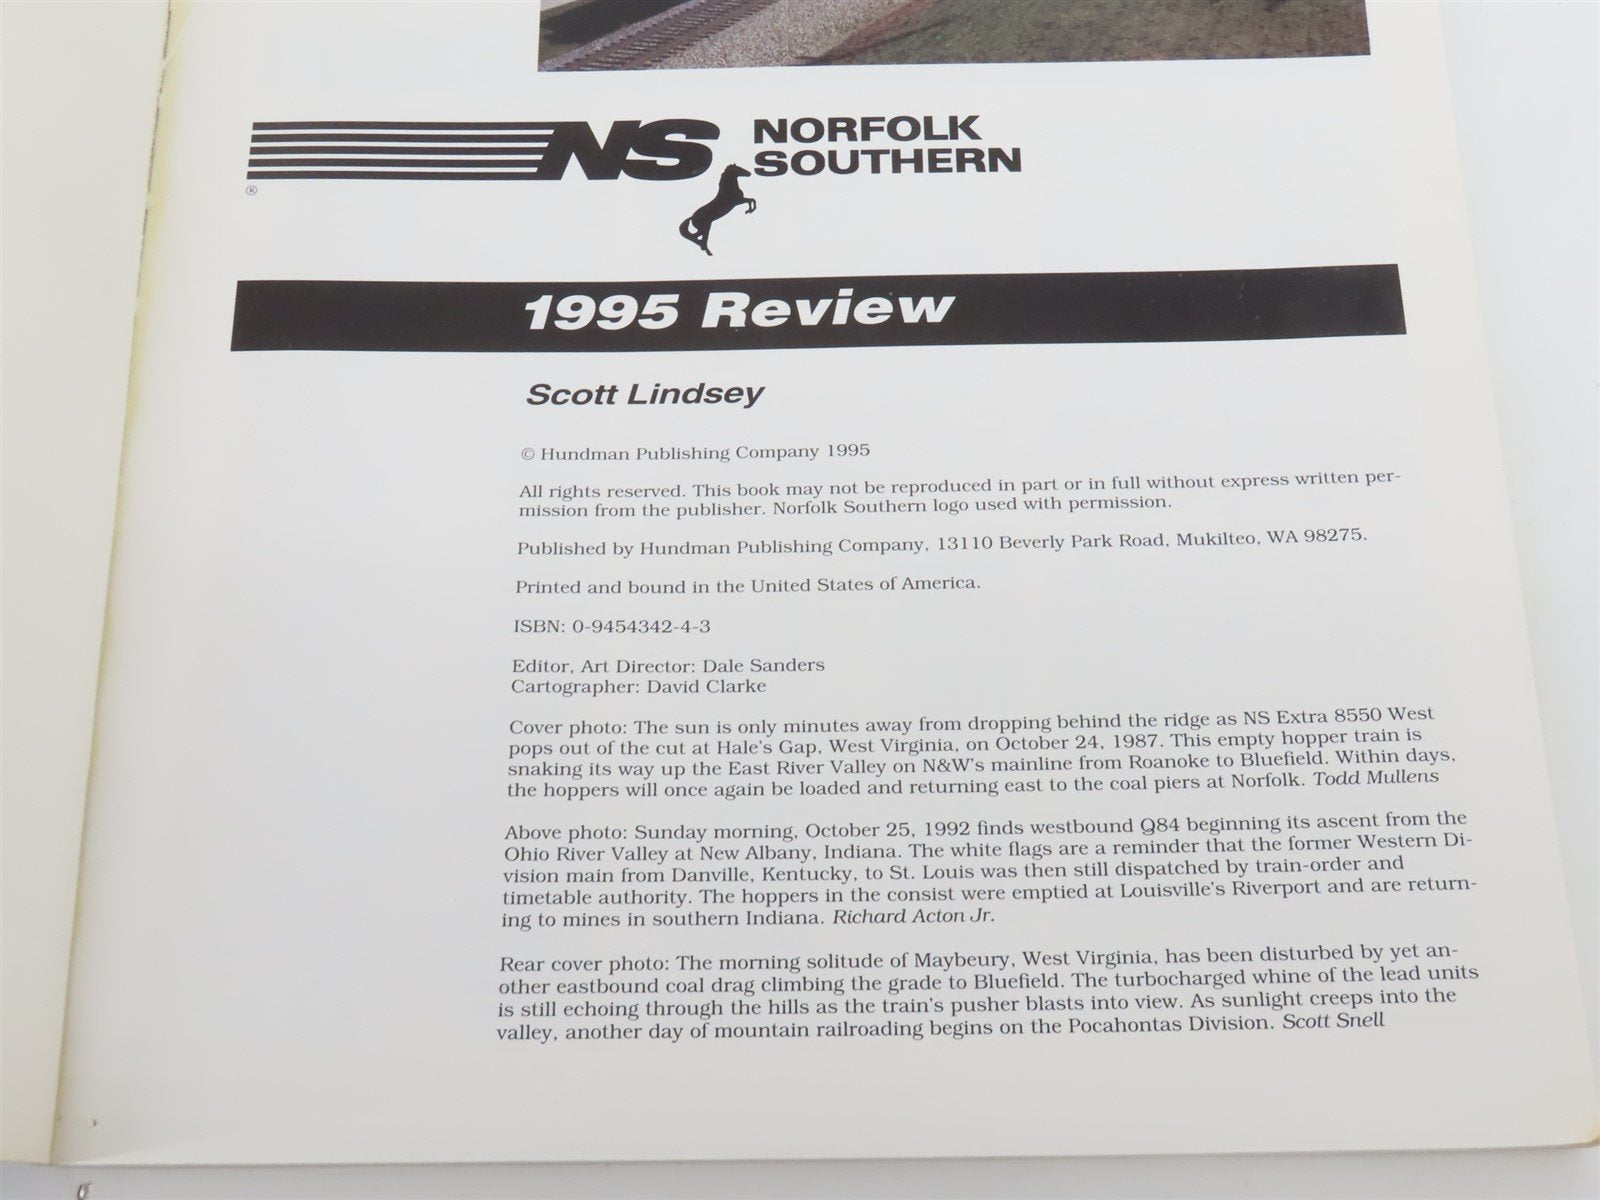 NS NORFOLK
SOUTHERN
®
1995 Review
Scott Lindsey
© Hundman Publishing Company 1995
All rights reserved. This book may not be reproduced in part or in full without express written per-
mission from the publisher. Norfolk Southern logo used with permission.
Published by Hundman Publishing Company, 13110 Beverly Park Road, Mukilteo, WA 98275.
Printed and bound in the United States of America.
ISBN: 0-9454342-4-3
Editor, Art Director: Dale Sanders
Cartographer: David Clarke
Cover photo: The sun is only minutes away from dropping behind the ridge as NS Extra 8550 West
pops out of the cut at Hale's Gap, West Virginia, on October 24, 1987. This empty hopper train is
snaking its way up the East River Valley on N&W's mainline from Roanoke to Bluefield. Within days,
the hoppers will once again be loaded and returning east to the coal piers at Norfolk. Todd Mullens
Above photo: Sunday morning, October 25, 1992 finds westbound Q84 beginning its ascent from the
Ohio River Valley at New Albany, Indiana. The white flags are a reminder that the former Western Di-
vision main from Danville, Kentucky, to St. Louis was then still dispatched by train-order and
timetable authority. The hoppers in the consist were emptied at Louisville's Riverport and are return-
ing to mines in southern Indiana. Richard Acton Jr.
Rear cover photo: The morning solitude of Maybeury, West Virginia, has been disturbed by yet an-
other eastbound coal drag climbing the grade to Bluefield. The turbocharged whine of the lead units
is still echoing through the hills as the train's pusher blasts into view. As sunlight creeps into the
valley, another day of mountain railroading begins on the Pocahontas Division. Scott Snell